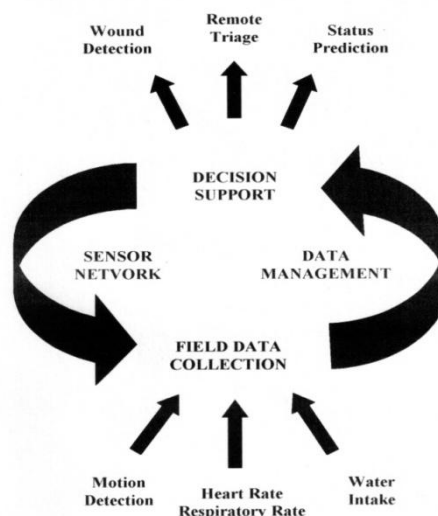 Wound
Detection
Remote
Triage
Status
Prediction
DECISION
SUPPORT
SENSOR
NETWORK
DATA
MANAGEMENT
FIELD DATA
COLLECTION
Motion
Detection
Heart Rate
Respiratory Rate
Water
Intake